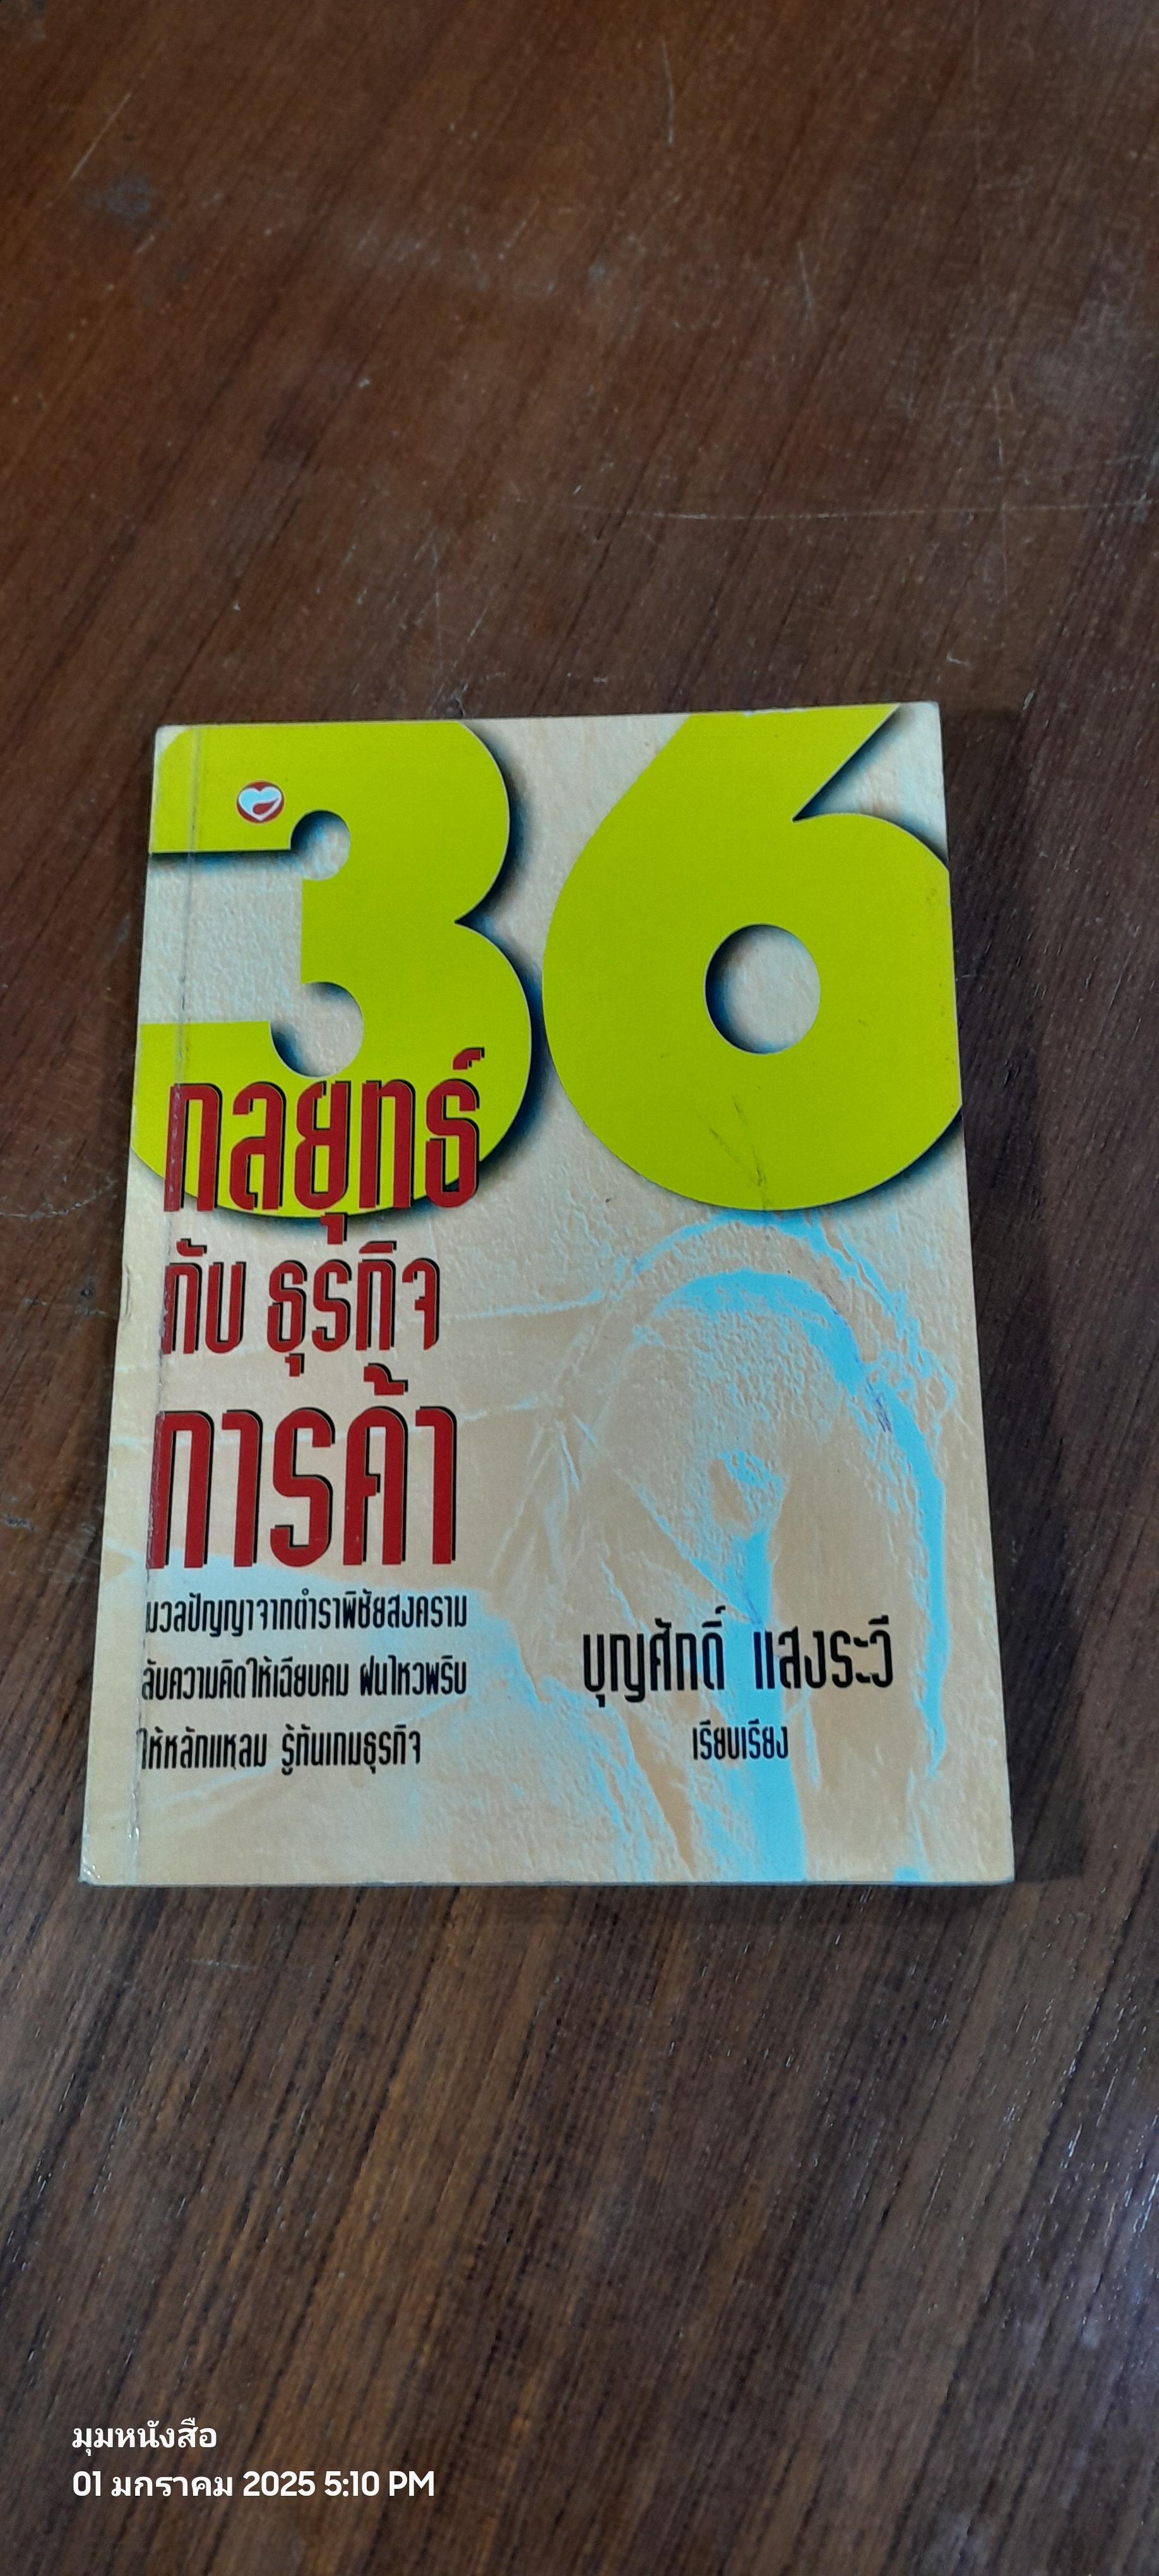 36
กลยุทธ์
กับ ธุรกิจ
การค้า
มวลปัญญาจากตำราพิชัยสงคราม
ลับความคิดให้เฉียบคม ฝนไหวพริบ
ให้หลักแหลม รู้ทันเกมธุรกิจ
บุญศักดิ์ แสงระวี
เรียบเรียง
มุมหนังสือ
01 มกราคม 2025 5:10 PM